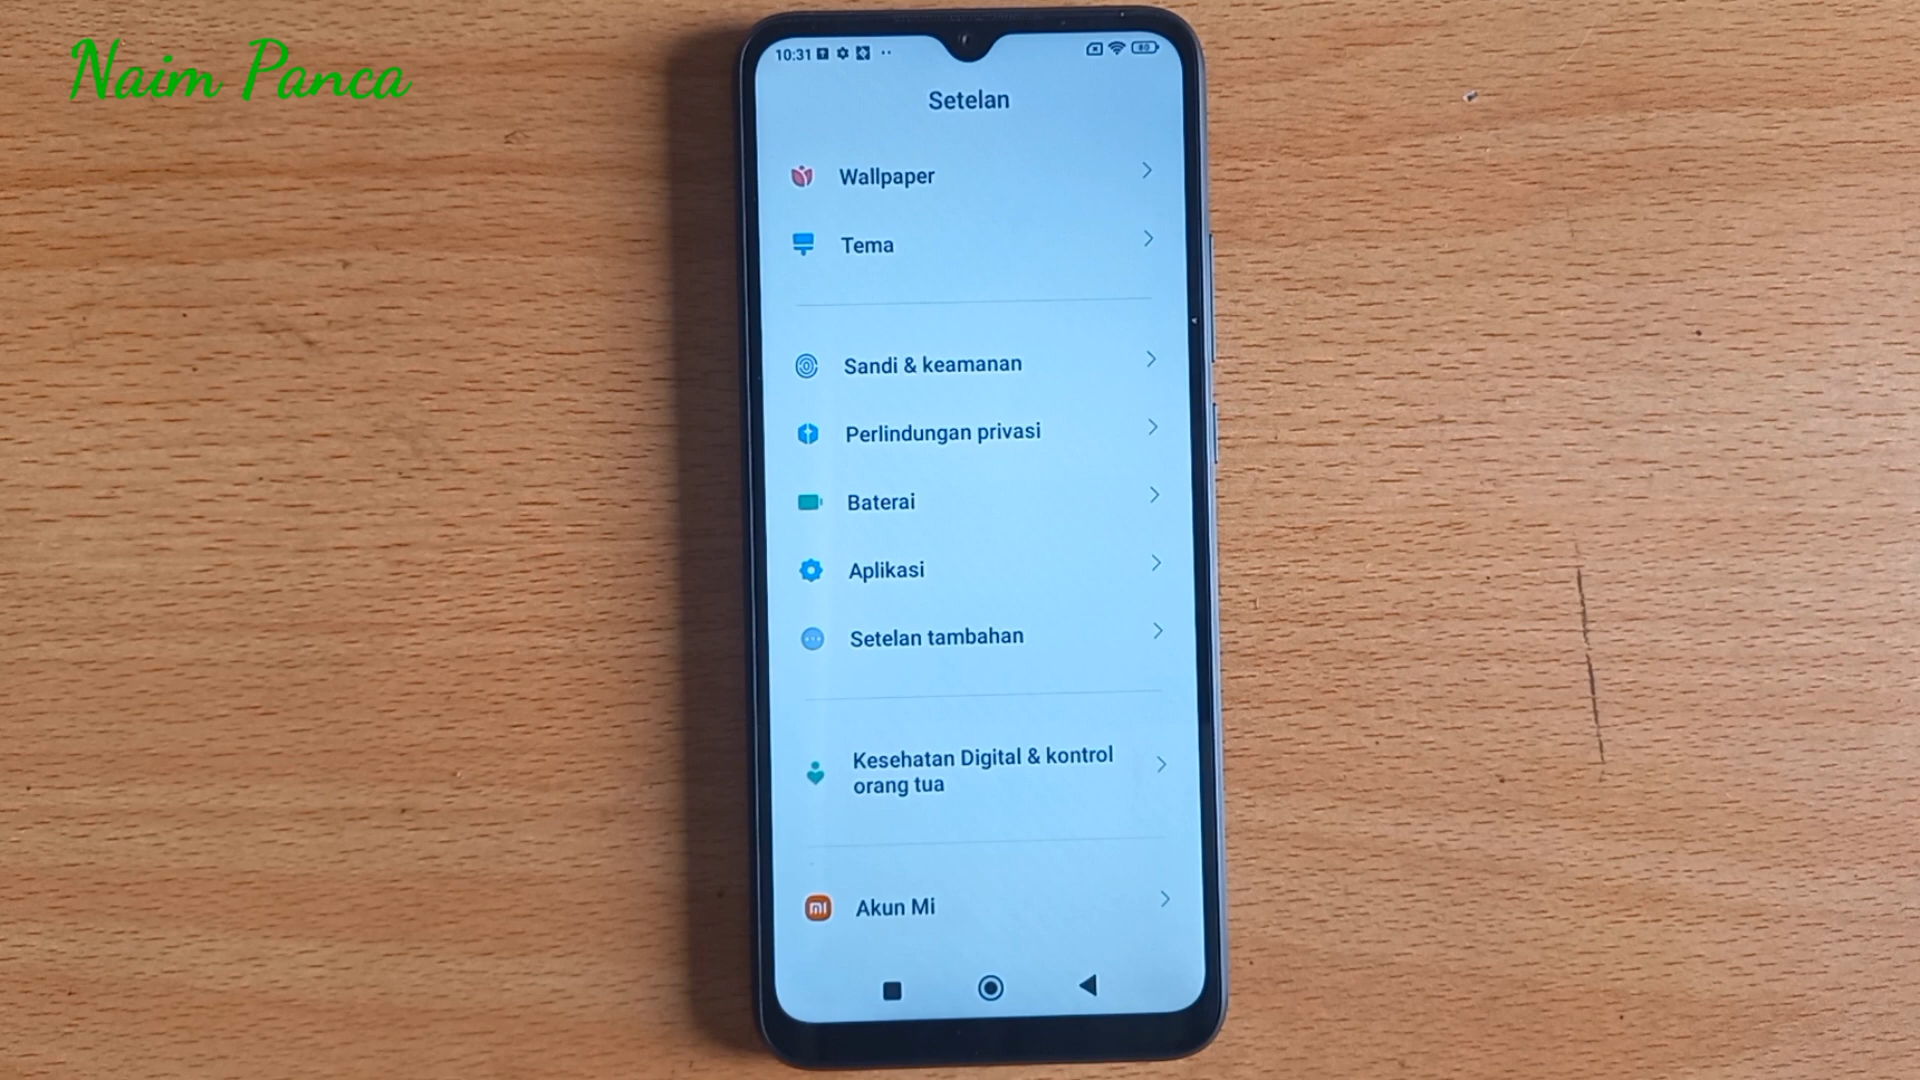 Naim Panca
10:31
80
Setelan
Wallpaper
Tema
Sandi & keamanan
Perlindungan privasi
Baterai
Aplikasi
Setelan tambahan
Kesehatan Digital & kontrol
orang tua
Akun Mi